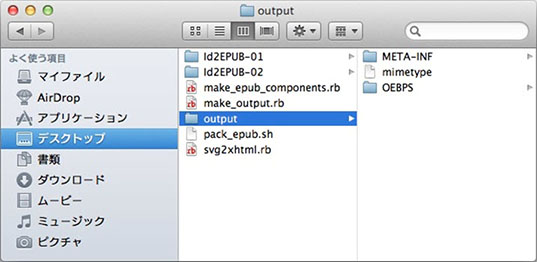 output
よく使う項目
マイファイル
AirDrop
アプリケーション
デスクトップ
書類
ダウンロード
ムービー
ミュージック
ピクチャ
Id2EPUB-01
Id2EPUB-02
rb make_epub_components.rb
rb make_output.rb
output
pack_epub.sh
rb svg2xhtml.rb
META-INF
mimetype
OEBPS